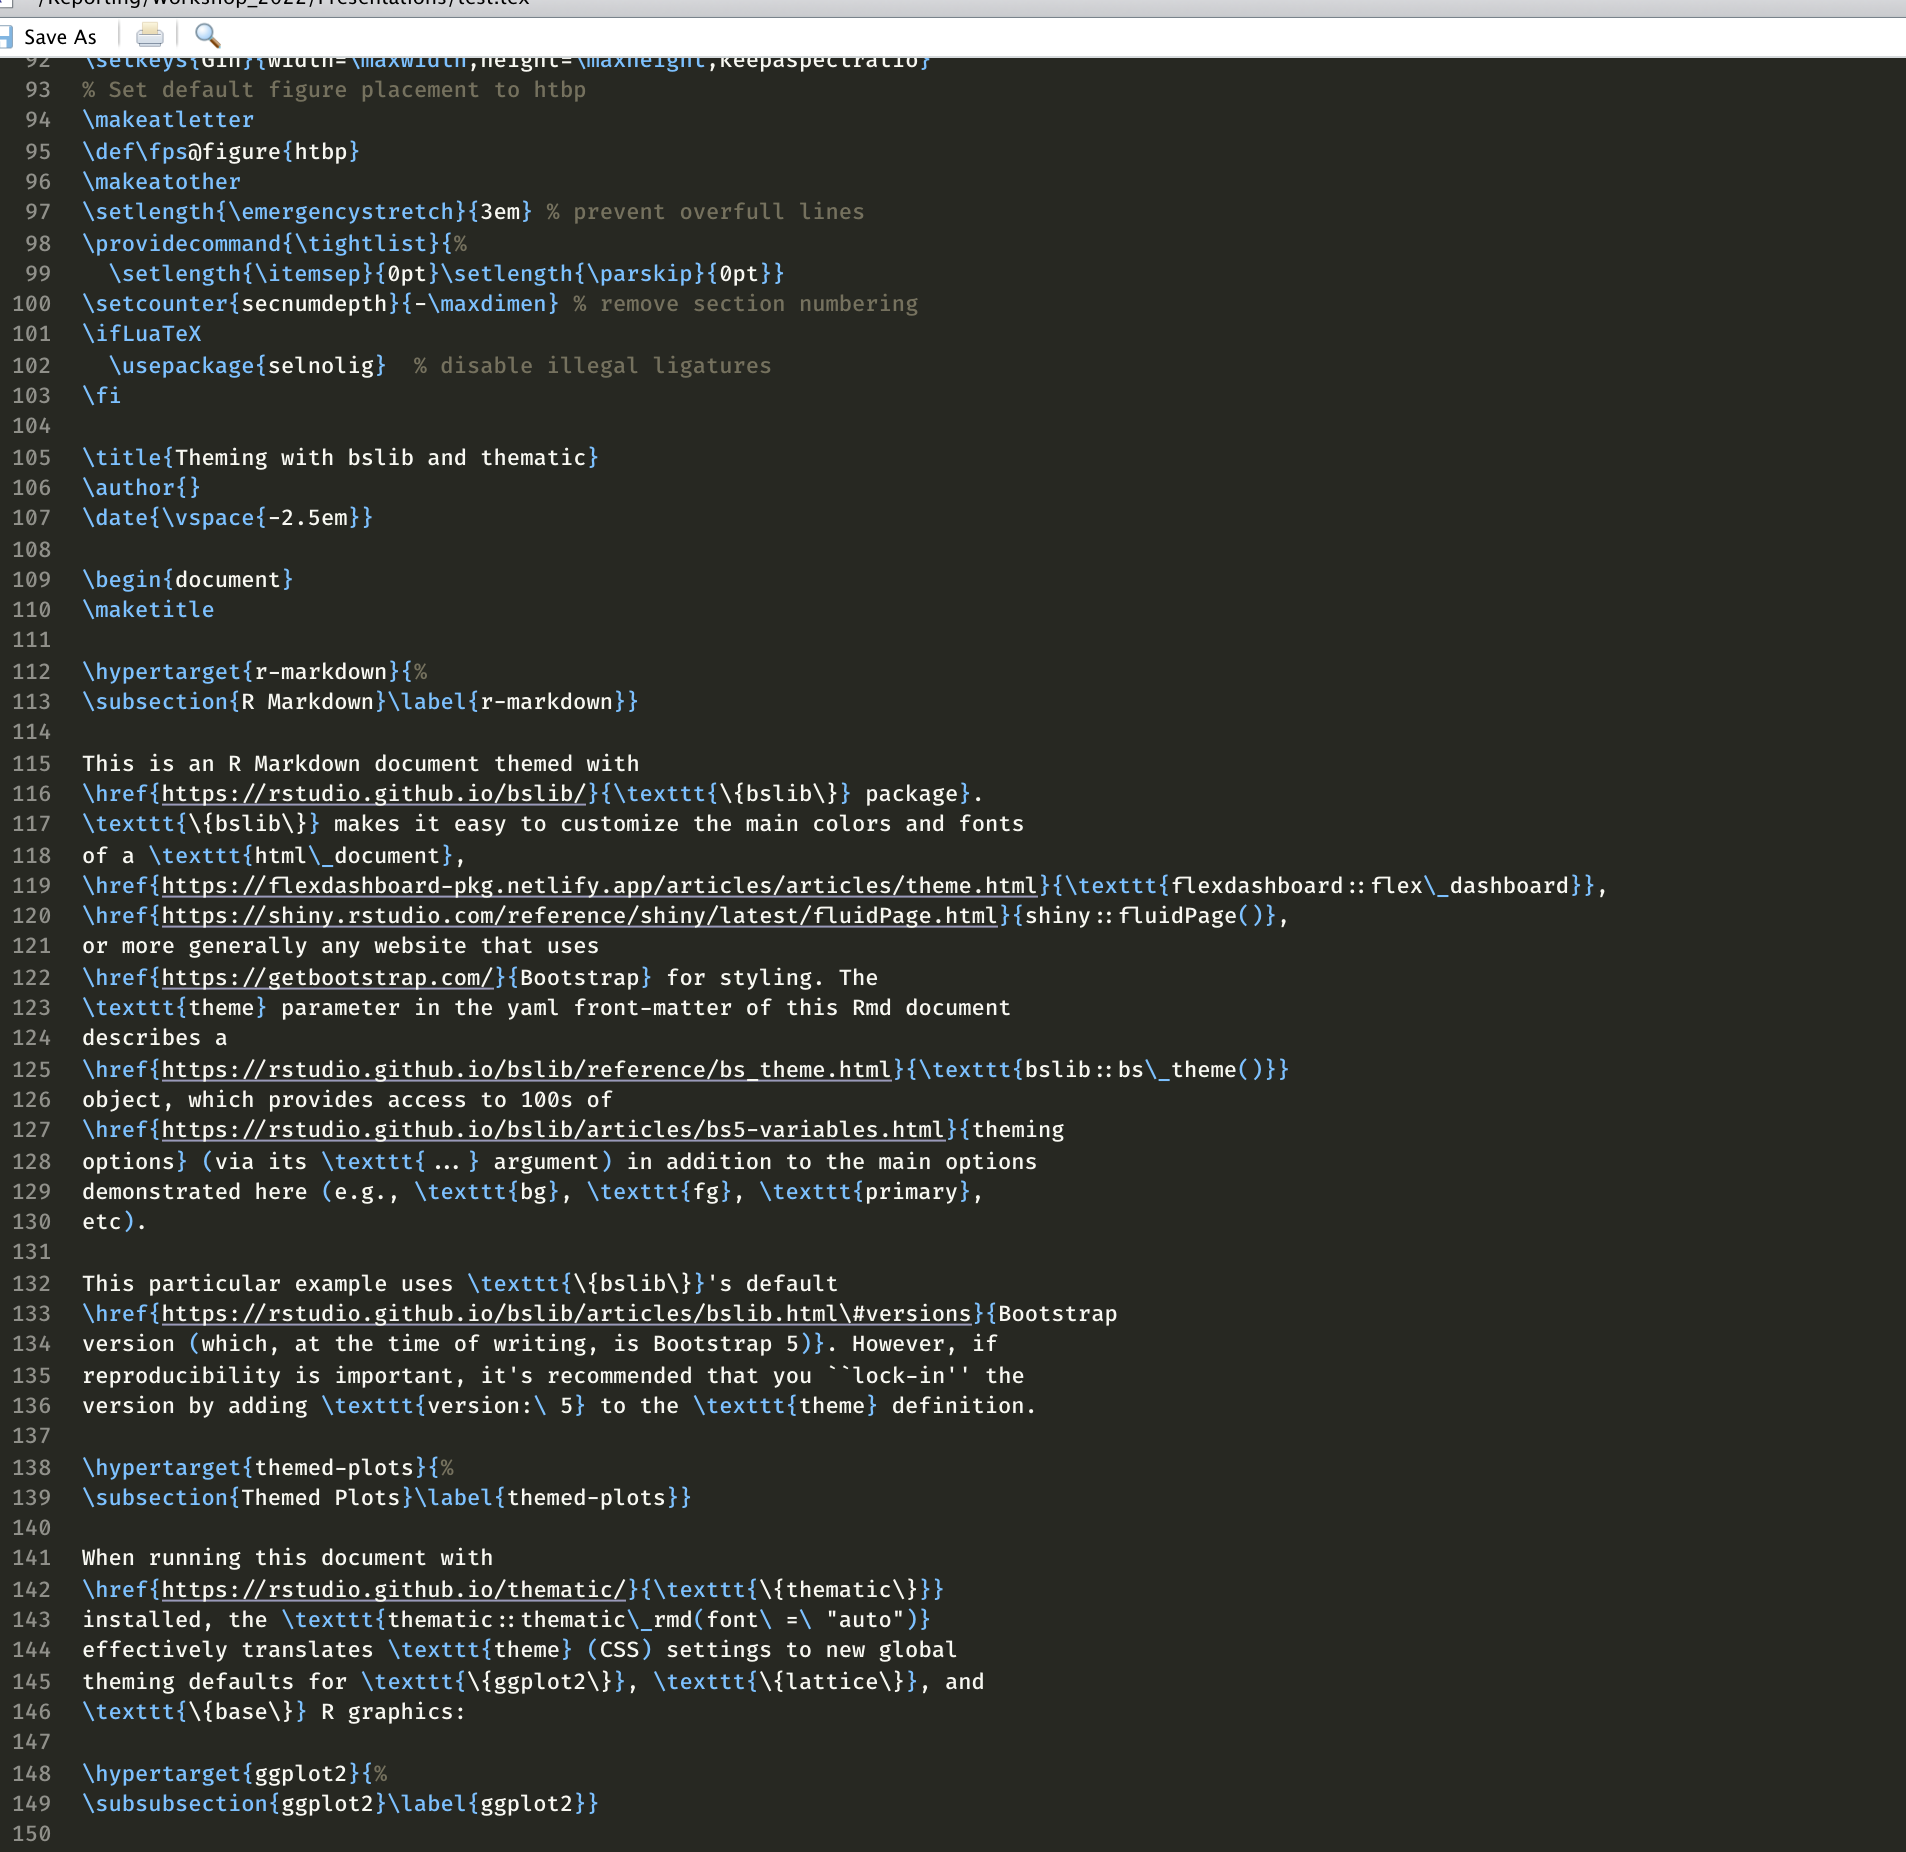 /Reporting/Workshop_2022/Presentations/test.tex
Save As
92 \setkeys{Gin}{width=\maxwidth,height=\maxheight,keepaspectratio}
93 % Set default figure placement to htbp
94 \makeatletter
95 \def\fps@figure{htbp}
96 \makeatother
97 \setlength{\emergencystretch}{3em} % prevent overfull lines
98 \providecommand{\tightlist}{%
99   \setlength{\itemsep}{0pt}\setlength{\parskip}{0pt}}
100 \setcounter{secnumdepth}{-\maxdimen} % remove section numbering
101 \ifLuaTeX
102   \usepackage{selnolig}  % disable illegal ligatures
103 \fi
104
105 \title{Theming with bslib and thematic}
106 \author{}
107 \date{\vspace{-2.5em}}
108
109 \begin{document}
110 \maketitle
111
112 \hypertarget{r-markdown}{%
113 \subsection{R Markdown}\label{r-markdown}}
114
115 This is an R Markdown document themed with
116 \href{https://rstudio.github.io/bslib/}{\texttt{\{bslib\}} package}.
117 \texttt{\{bslib\}} makes it easy to customize the main colors and fonts
118 of a \texttt{html\_document},
119 \href{https://flexdashboard-pkg.netlify.app/articles/articles/theme.html}{\texttt{flexdashboard::flex\_dashboard}},
120 \href{https://shiny.rstudio.com/reference/shiny/latest/fluidPage.html}{shiny::fluidPage()},
121 or more generally any website that uses
122 \href{https://getbootstrap.com/}{Bootstrap} for styling. The
123 \texttt{theme} parameter in the yaml front-matter of this Rmd document
124 describes a
125 \href{https://rstudio.github.io/bslib/reference/bs_theme.html}{\texttt{bslib::bs\_theme()}}
126 object, which provides access to 100s of
127 \href{https://rstudio.github.io/bslib/articles/bs5-variables.html}{theming
128 options} (via its \texttt{...} argument) in addition to the main options
129 demonstrated here (e.g., \texttt{bg}, \texttt{fg}, \texttt{primary},
130 etc).
131
132 This particular example uses \texttt{\{bslib\}}'s default
133 \href{https://rstudio.github.io/bslib/articles/bslib.html\#versions}{Bootstrap
134 version (which, at the time of writing, is Bootstrap 5)}. However, if
135 reproducibility is important, it's recommended that you ``lock-in'' the
136 version by adding \texttt{version:\ 5} to the \texttt{theme} definition.
137
138 \hypertarget{themed-plots}{%
139 \subsection{Themed Plots}\label{themed-plots}}
140
141 When running this document with
142 \href{https://rstudio.github.io/thematic/}{\texttt{\{thematic\}}}
143 installed, the \texttt{thematic::thematic\_rmd(font\ =\ "auto")}
144 effectively translates \texttt{theme} (CSS) settings to new global
145 theming defaults for \texttt{\{ggplot2\}}, \texttt{\{lattice\}}, and
146 \texttt{\{base\}} R graphics:
147
148 \hypertarget{ggplot2}{%
149 \subsubsection{ggplot2}\label{ggplot2}}
150